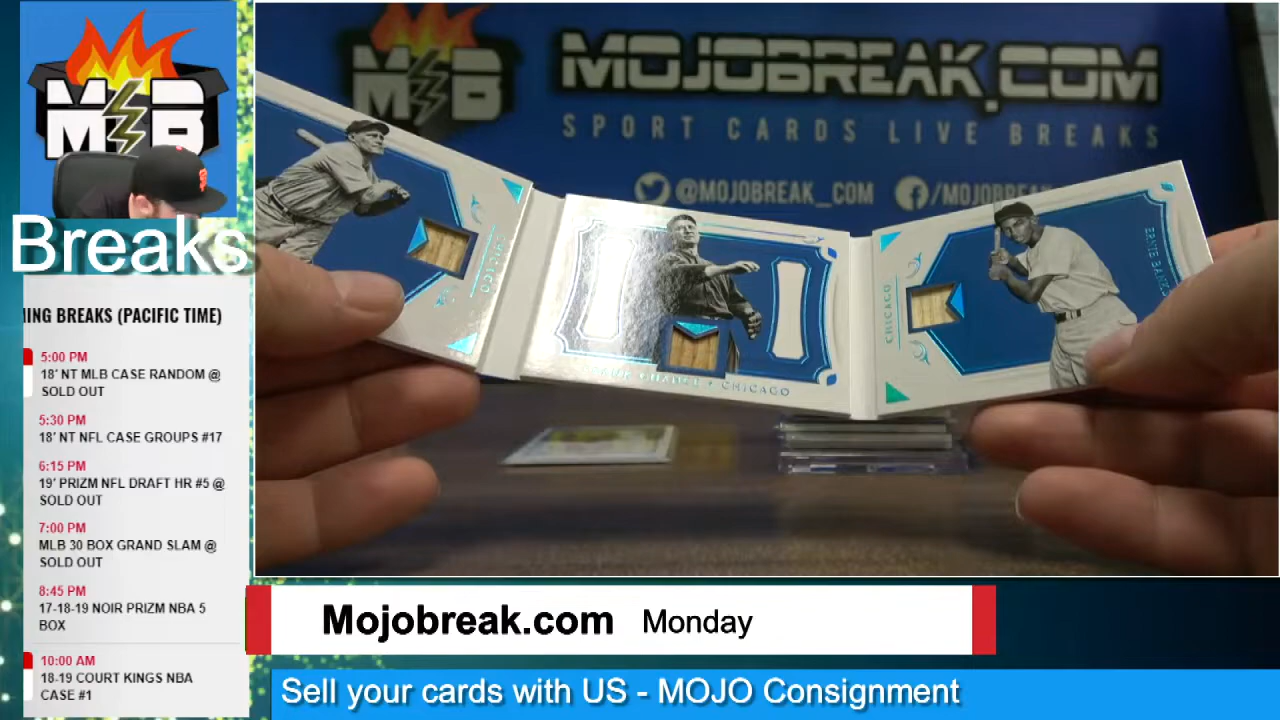 M B
Breaks
ING BREAKS (PACIFIC TIME)
5:00 PM
18' NT MLB CASE RANDOM @
SOLD OUT
5:30 PM
18' NT NFL CASE GROUPS #17
6:15 PM
19' PRIZM NFL DRAFT HR #5 @
SOLD OUT
7:00 PM
MLB 30 BOX GRAND SLAM @
SOLD OUT
8:45 PM
17-18-19 NOIR PRIZM NBA 5
BOX
10:00 AM
18-19 COURT KINGS NBA
CASE #1
M B
MOJOBREAK.COM
SPORT CARDS LIVE BREAKS
@MOJOBREAK_COM
/MOJOBREAK
CHICAGO
CHICAGO
CHICAGO
ERNIE BANKS
Mojobreak.com Monday
Sell your cards with US - MOJO Consignment